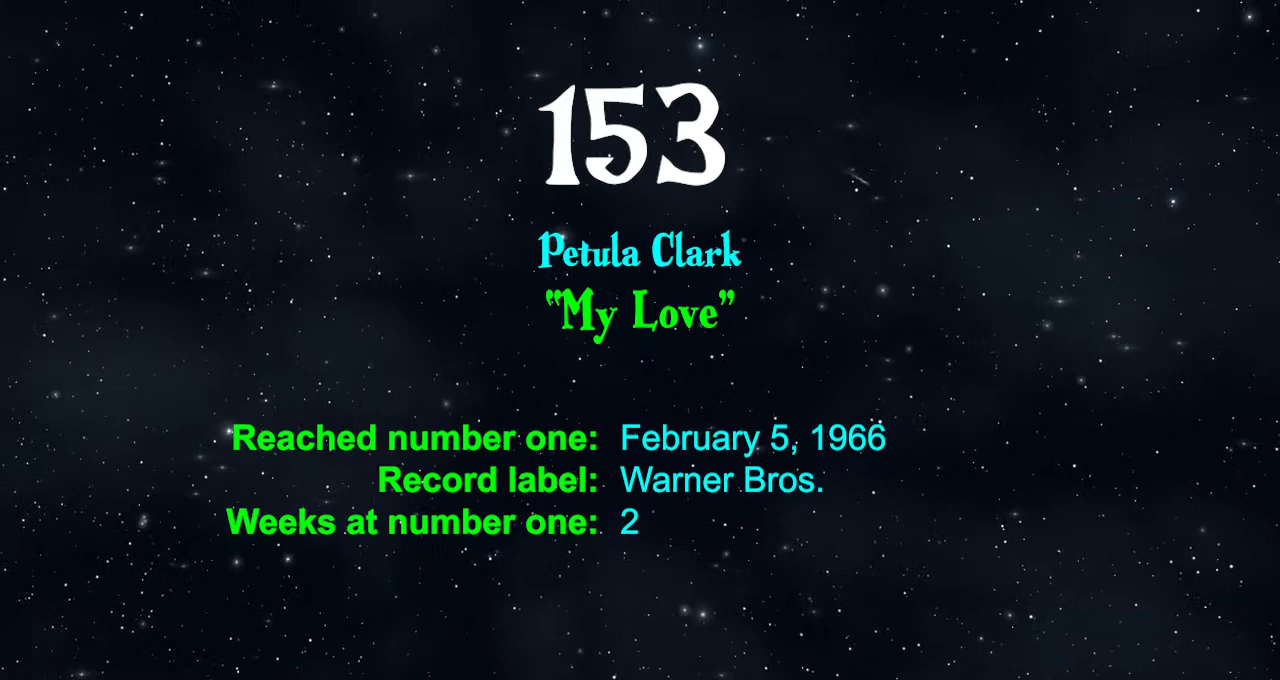 153
Petula Clark
“My Love”
Reached number one: February 5, 1966
Record label: Warner Bros.
Weeks at number one: 2